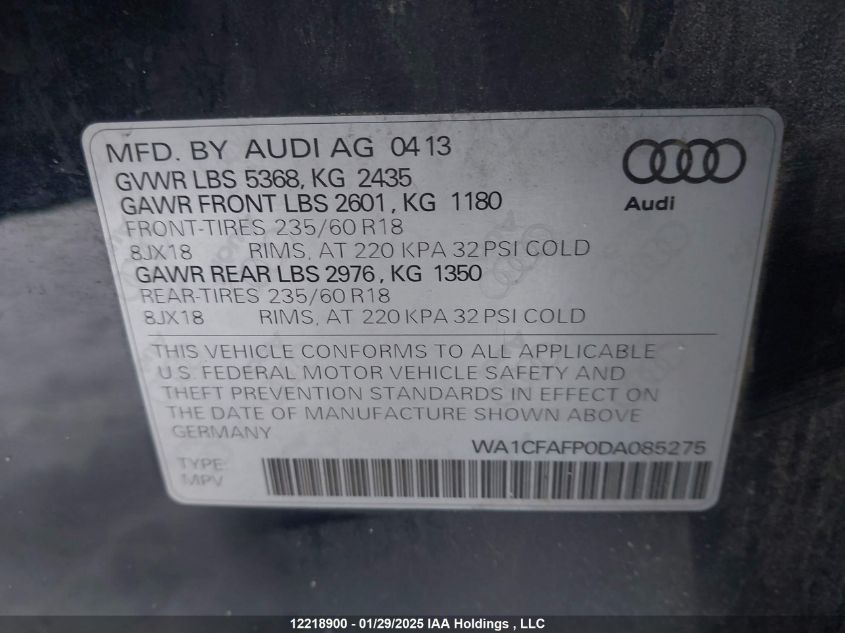 MFD. BY AUDI AG 04 13
GVWR LBS 5368, KG 2435
GAWR FRONT LBS 2601, KG 1180
FRONT-TIRES 235/60 R18
8JX18 RIMS, AT 220 KPA 32 PSI COLD
GAWR REAR LBS 2976, KG 1350
REAR-TIRES 235/60 R18
8JX18 RIMS, AT 220 KPA 32 PSI COLD
Audi
THIS VEHICLE CONFORMS TO ALL APPLICABLE
U.S. FEDERAL MOTOR VEHICLE SAFETY AND
THEFT PREVENTION STANDARDS IN EFFECT ON
THE DATE OF MANUFACTURE SHOWN ABOVE
GERMANY
WA1CFAFP0DA085275
TYPE:
MPV
12218900 - 01/29/2025 IAA Holdings , LLC